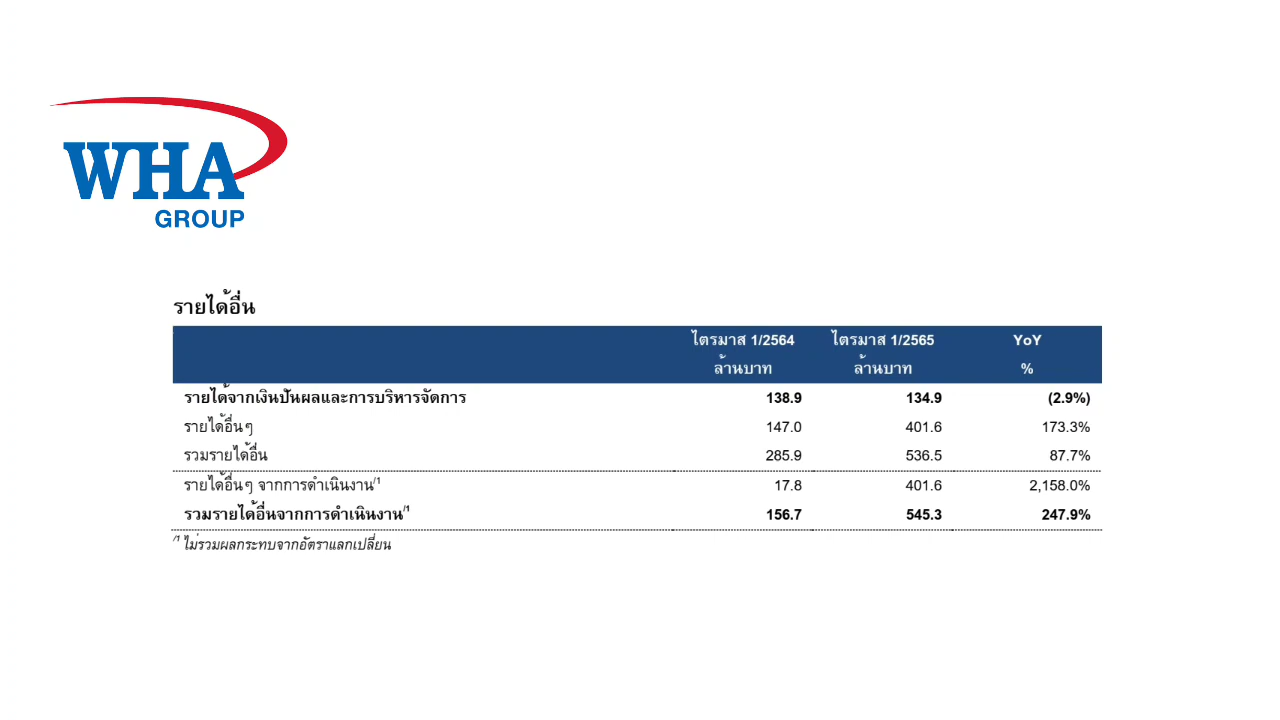 WHA
GROUP
รายได้อื่น
ไตรมาส 1/2564 ไตรมาส 1/2565 YoY
ล้านบาท ล้านบาท %
รายได้จากเงินปันผลและการบริหารจัดการ 138.9 134.9 (2.9%)
รายได้อื่นๆ 147.0 401.6 173.3%
รวมรายได้อื่น 285.9 536.5 87.7%
รายได้อื่นๆ จากการดำเนินงาน/1 17.8 401.6 2,158.0%
รวมรายได้อื่นจากการดำเนินงาน/1 156.7 545.3 247.9%
/1 ไม่รวมผลกระทบจากอัตราแลกเปลี่ยน